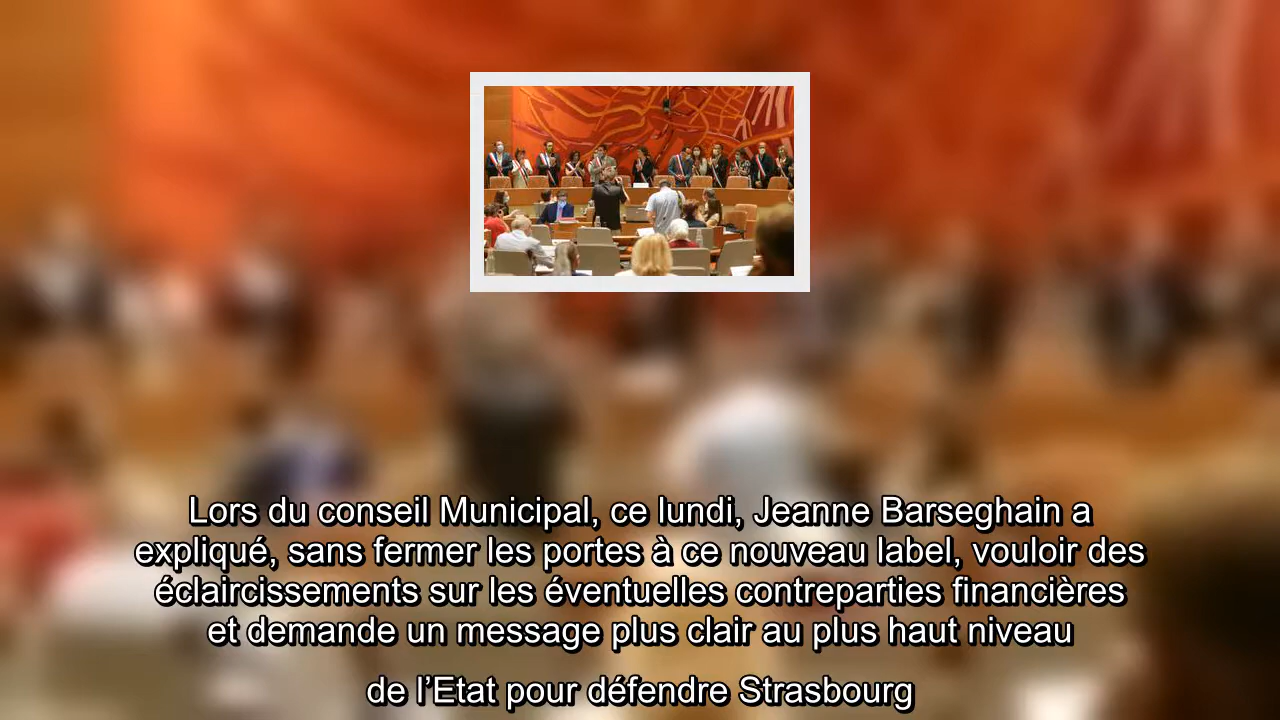 Lors du conseil Municipal, ce lundi, Jeanne Barseghain a
expliqué, sans fermer les portes à ce nouveau label, vouloir des
éclaircissements sur les éventuelles contreparties financières
et demande un message plus clair au plus haut niveau
de l’Etat pour défendre Strasbourg